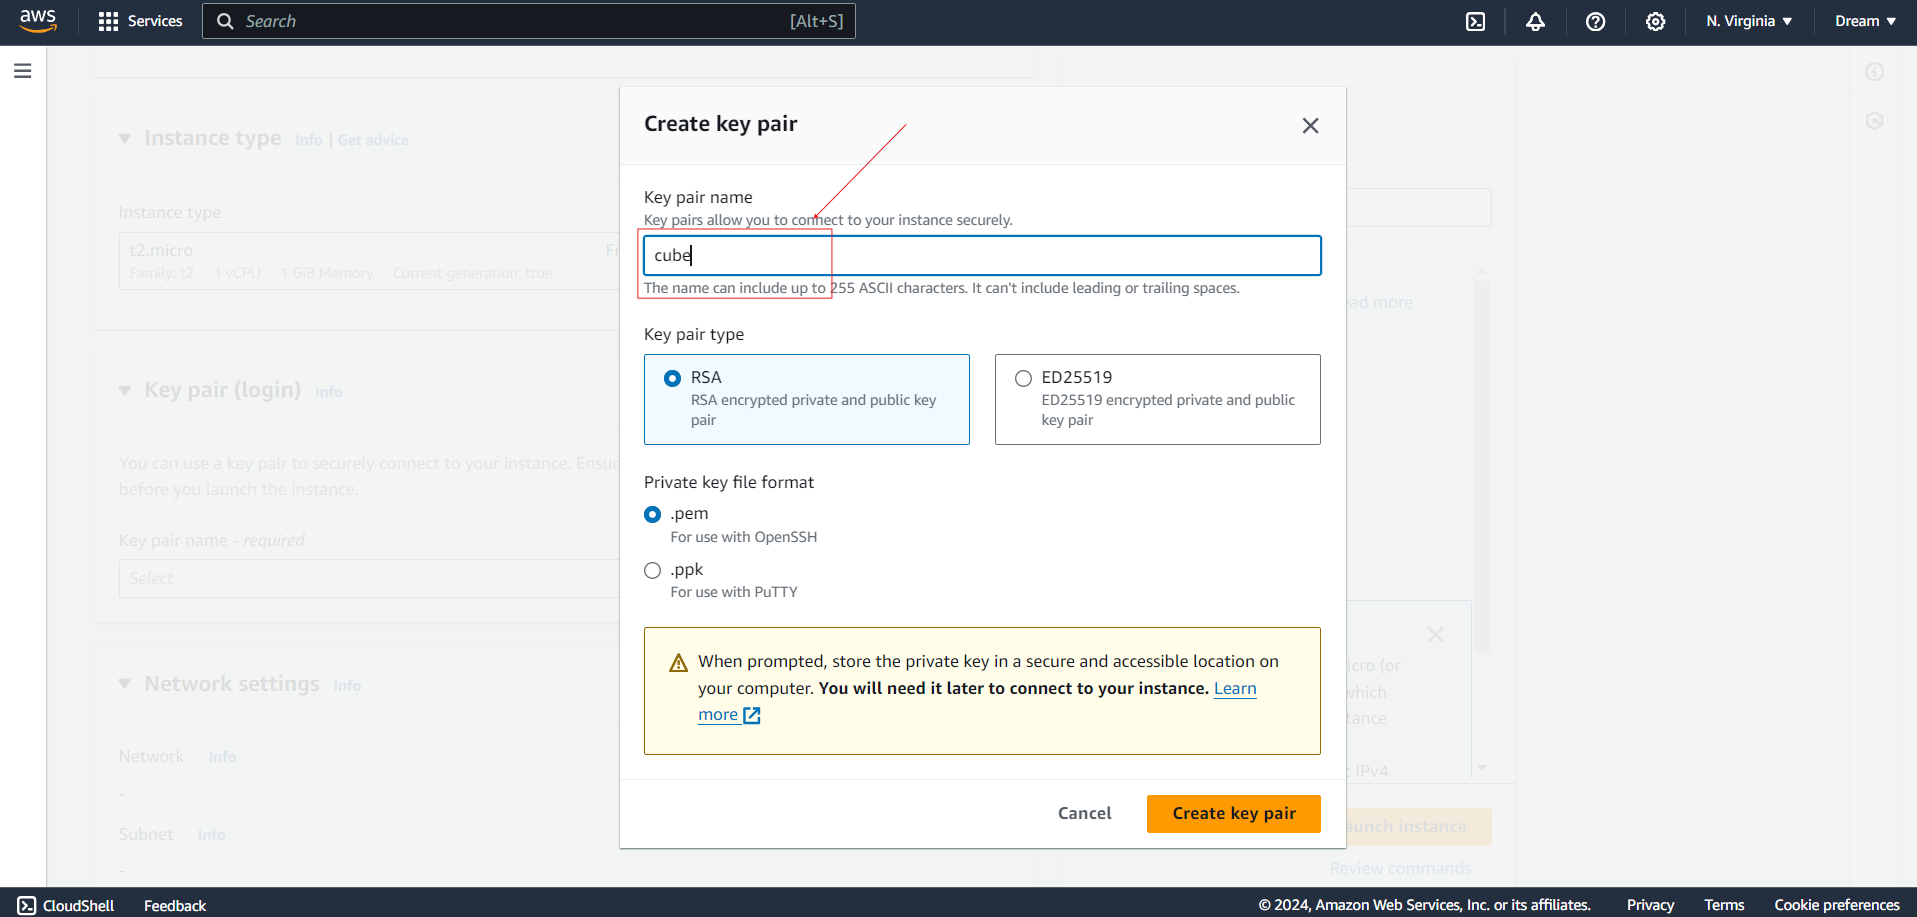 aws
Services
Search
[Alt+S]
N. Virginia
Dream
Instance type
Info
Get advice
Instance type
t2.micro
Family: t2 1 vCPU 1 GiB Memory Current generation: true
Key pair (login) Info
You can use a key pair to securely connect to your instance.
before you launch the instance.
Key pair name - required
Select
Network settings Info
Network Info
-
Subnet Info
-
Create key pair
Key pair name
Key pairs allow you to connect to your instance securely.
cube
The name can include up to 255 ASCII characters. It can't include leading or trailing spaces.
Key pair type
RSA
RSA encrypted private and public key
pair
ED25519
ED25519 encrypted private and public
key pair
Private key file format
.pem
For use with OpenSSH
.ppk
For use with PuTTY
When prompted, store the private key in a secure and accessible location on
your computer. You will need it later to connect to your instance. Learn
more
Cancel
Create key pair
more
(or
which
IPv4
instance
Review commands
CloudShell
Feedback
© 2024, Amazon Web Services, Inc. or its affiliates.
Privacy
Terms
Cookie preferences